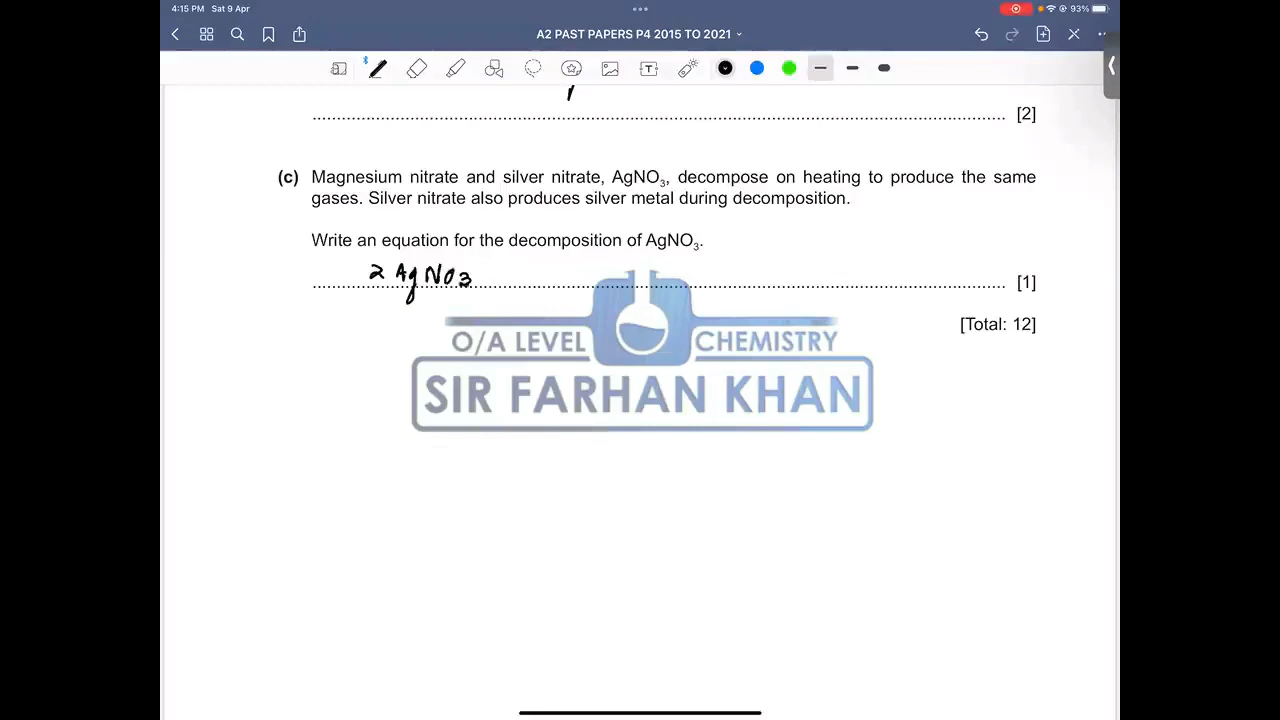 4:15 PM Sat 9 Apr
93%
A2 PAST PAPERS P4 2015 TO 2021
T
[2]
(c) Magnesium nitrate and silver nitrate, AgNO₃, decompose on heating to produce the same
gases. Silver nitrate also produces silver metal during decomposition.
Write an equation for the decomposition of AgNO₃.
2 AgNO₃
[1]
[Total: 12]
O/A LEVEL CHEMISTRY
SIR FARHAN KHAN